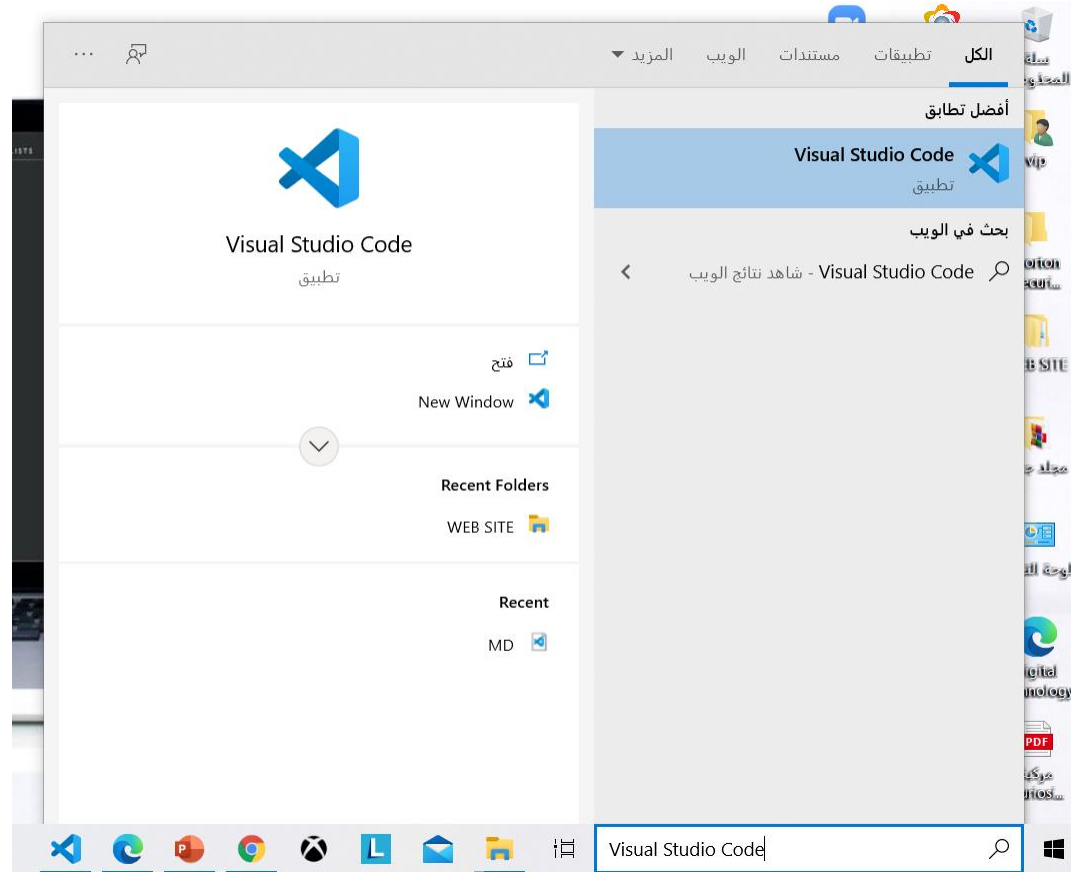 الكل
تطبيقات
مستندات
الويب
المزيد
أفضل تطابق
Visual Studio Code
تطبيق
بحث في الويب
Visual Studio Code - شاهد نتائج الويب
Visual Studio Code
تطبيق
فتح
New Window
Recent Folders
WEB SITE
Recent
MD
سلة
vip
مجلد
PDF
Visual Studio Code